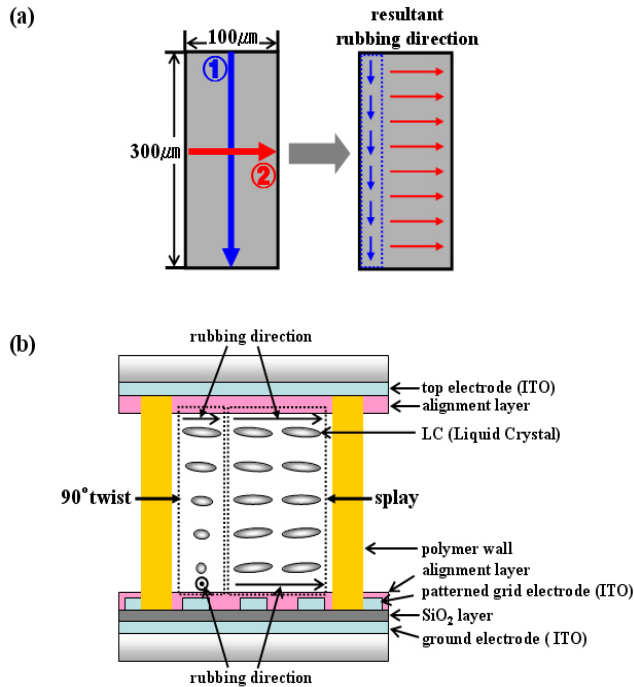 (a)
100㎛
resultant
rubbing direction
①
300㎛
②
(b)
rubbing direction
top electrode (ITO)
alignment layer
LC (Liquid Crystal)
90° twist
splay
polymer wall
alignment layer
patterned grid electrode (ITO)
SiO₂ layer
ground electrode ( ITO)
rubbing direction